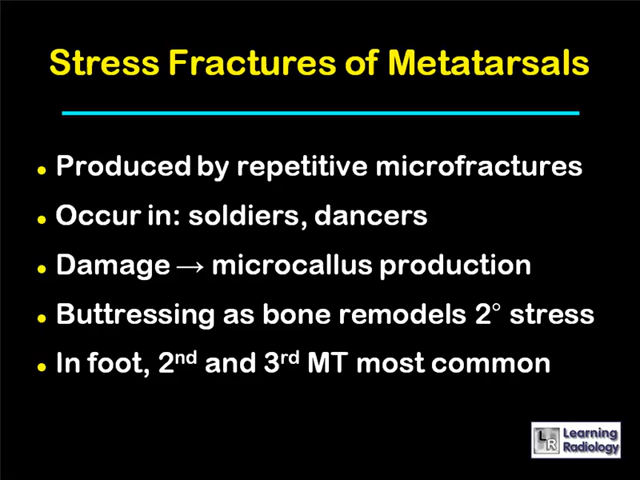 Stress Fractures of Metatarsals
• Produced by repetitive microfractures
• Occur in: soldiers, dancers
• Damage → microcallus production
• Buttressing as bone remodels 2° stress
• In foot, 2nd and 3rd MT most common
LR Learning
Radiology